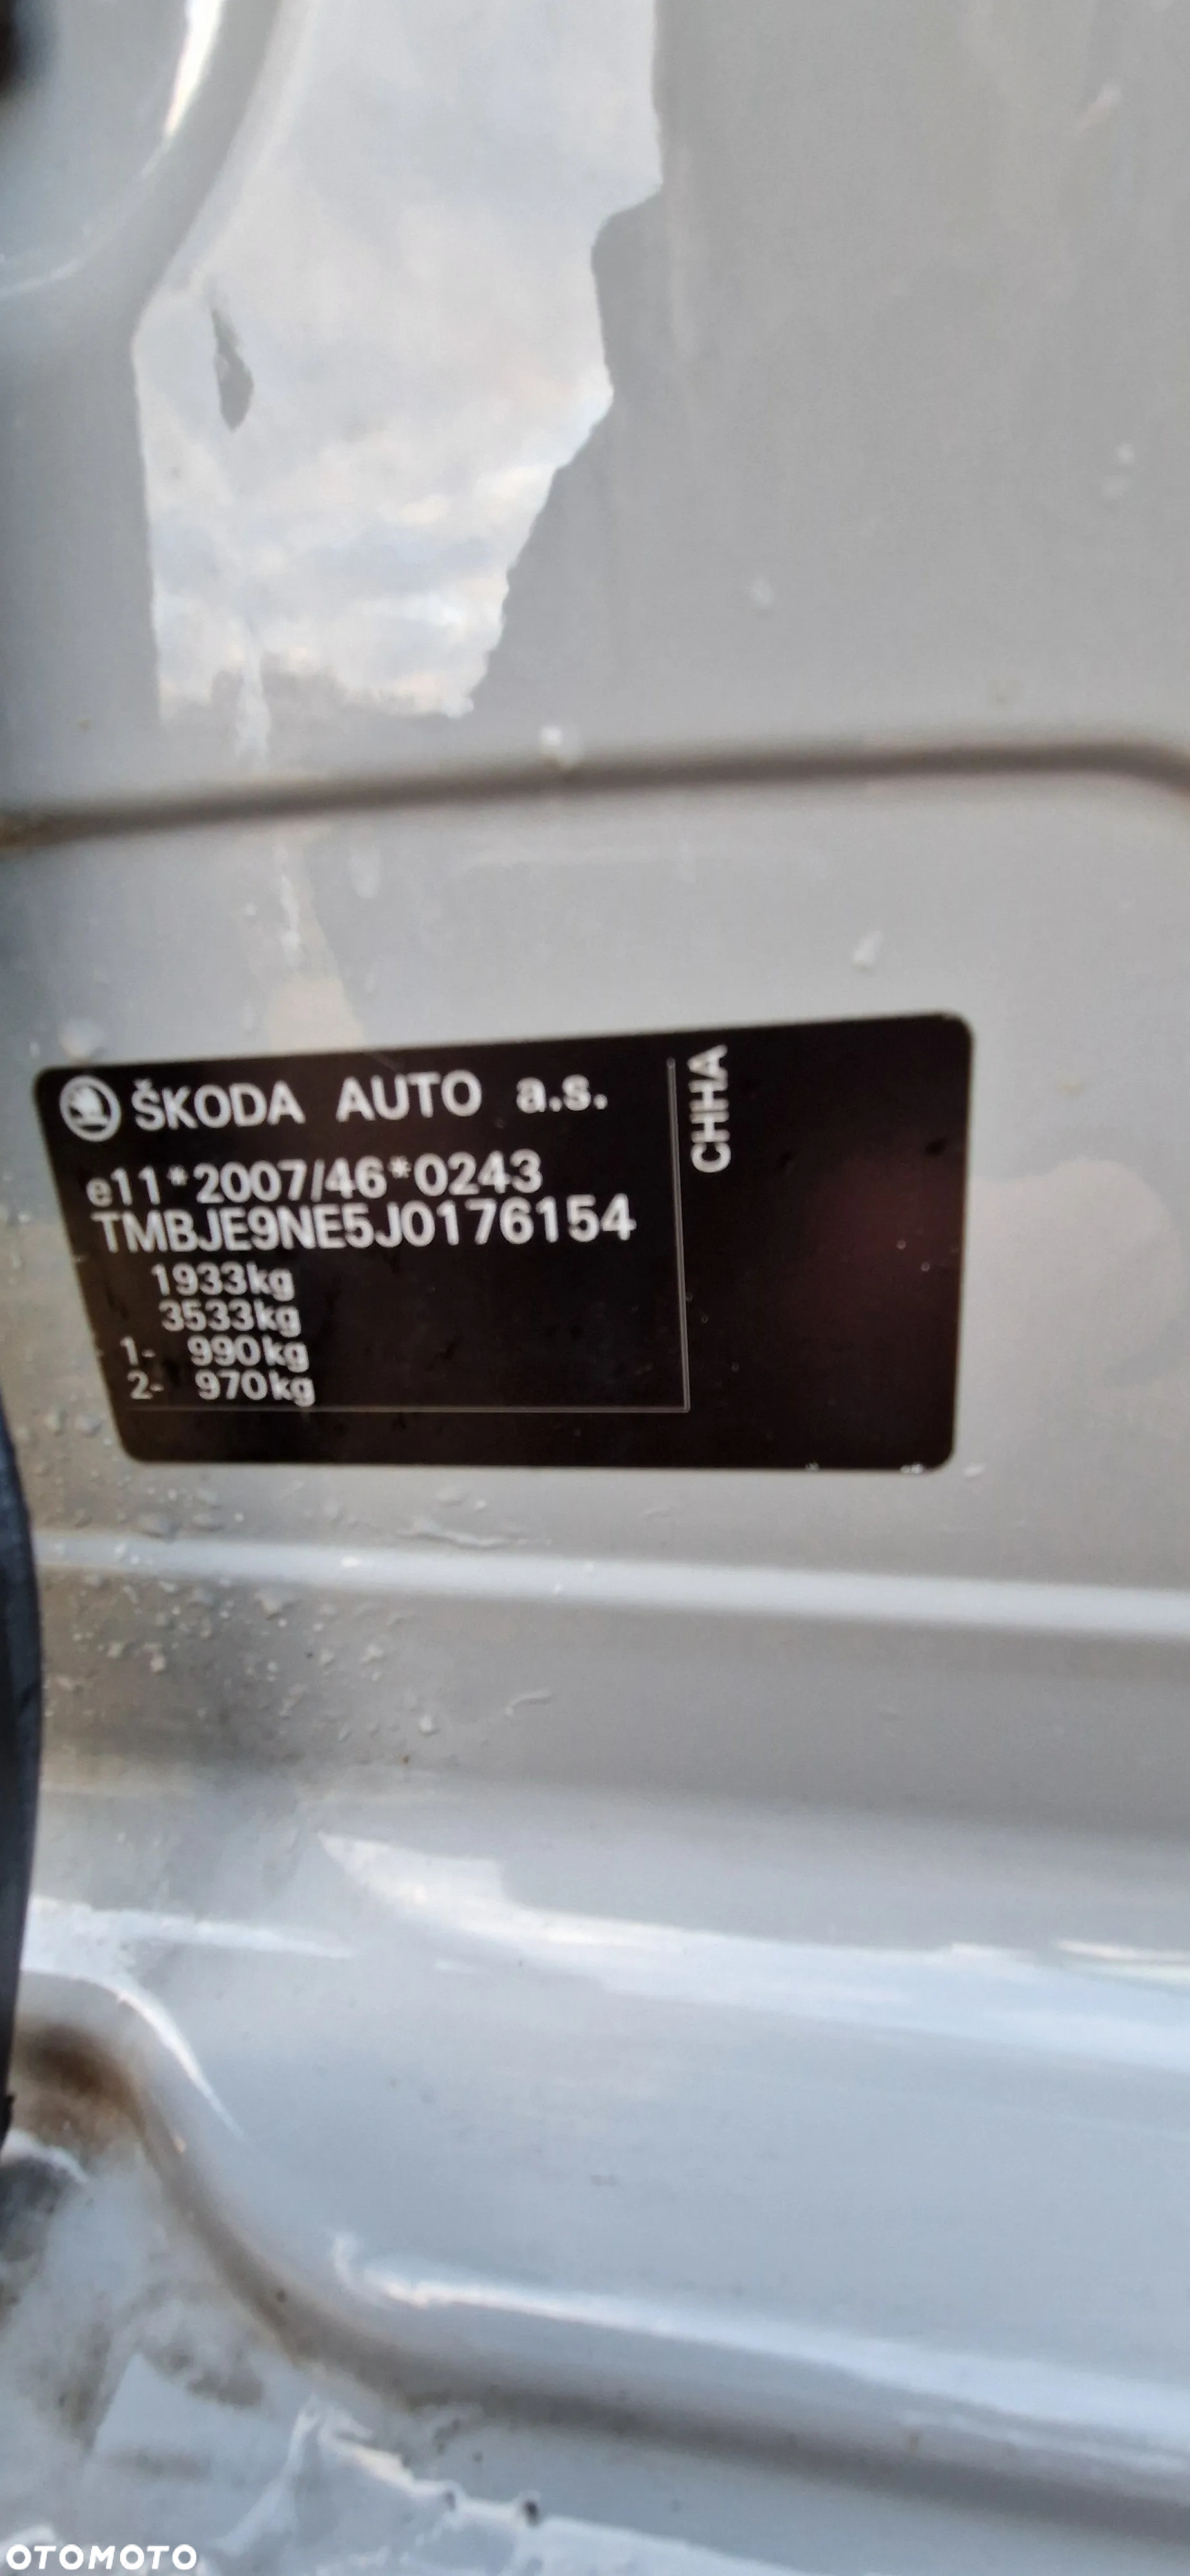 ŠKODA AUTO a.s.
e11*2007/46*0243
TMBJE9NE5J0176154
1933kg
3533kg
1- 990kg
2- 970kg
CHHA
OTOMOTO